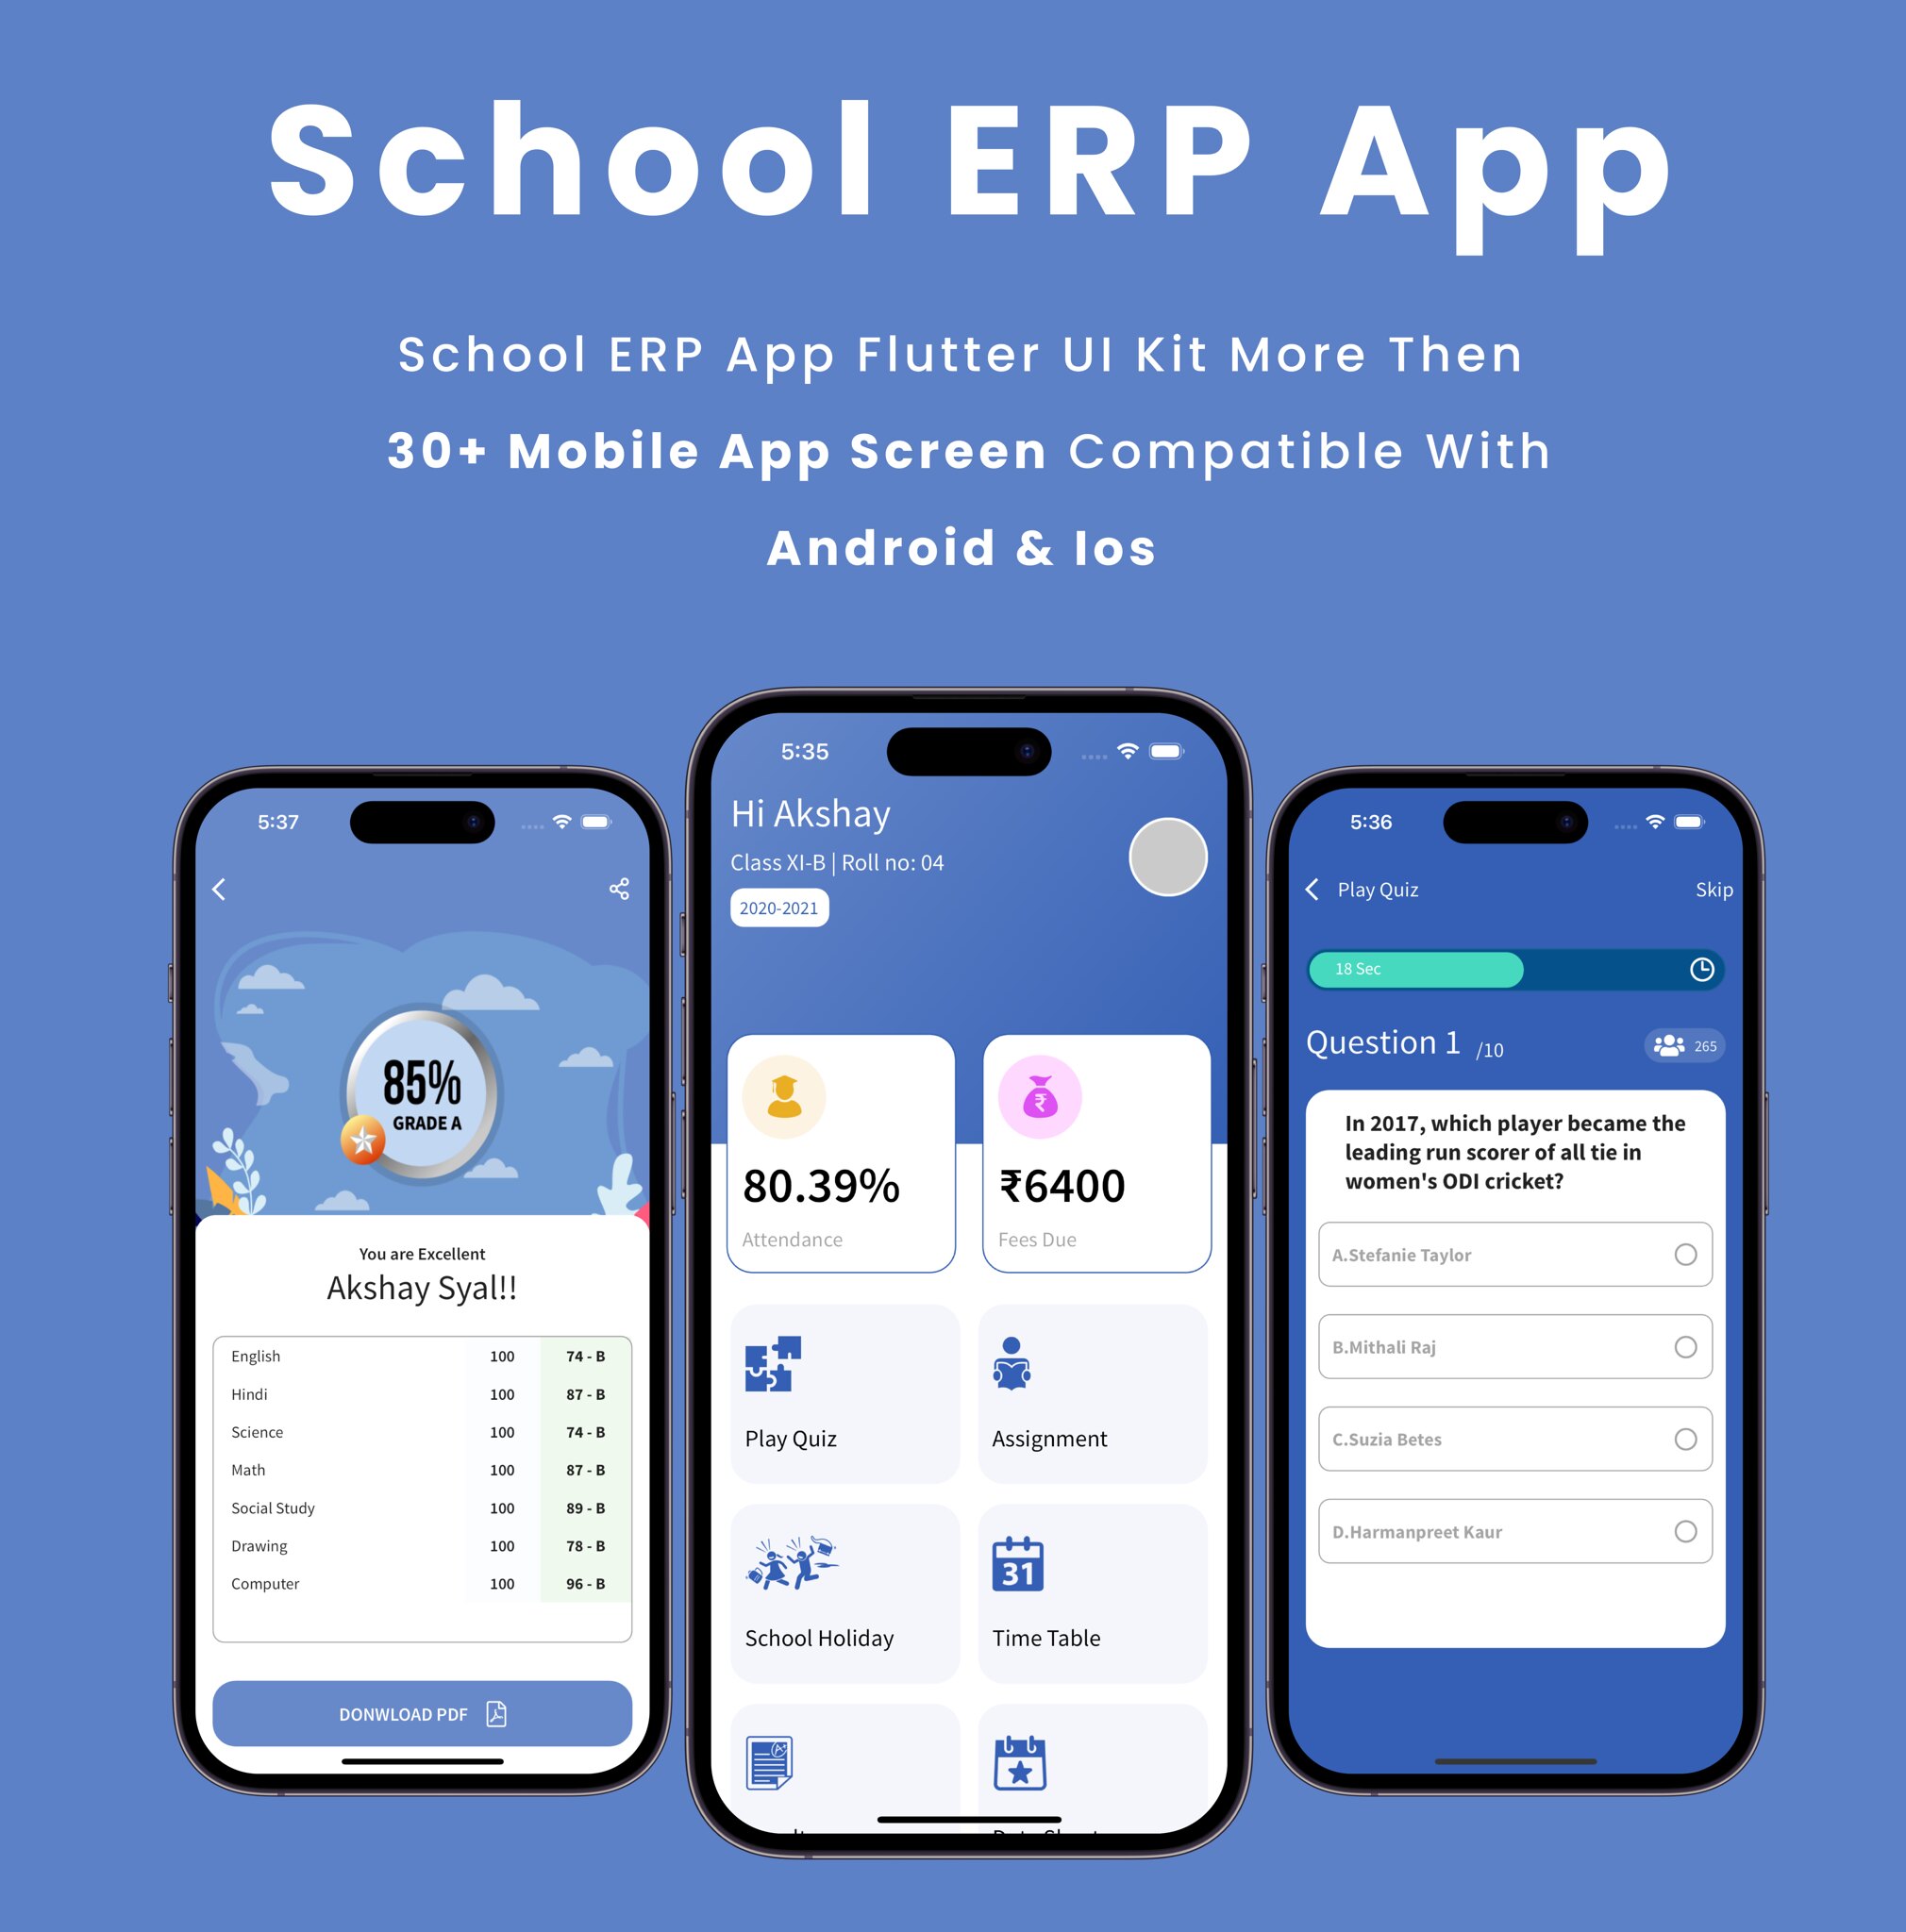 School ERP App
School ERP App Flutter UI Kit More Then
30+ Mobile App Screen Compatible With
Android & Ios
5:37
85%
GRADE A
You are Excellent
Akshay Syal!!
English 100 74 - B
Hindi 100 87 - B
Science 100 74 - B
Math 100 87 - B
Social Study 100 89 - B
Drawing 100 78 - B
Computer 100 96 - B
DONWLOAD PDF
5:35
Hi Akshay
Class XI-B | Roll no: 04
2020-2021
80.39%
Attendance
₹6400
Fees Due
Play Quiz
Assignment
School Holiday
31
Time Table
A+
5:36
Play Quiz
Skip
18 Sec
Question 1 /10
265
In 2017, which player became the
leading run scorer of all tie in
women's ODI cricket?
A.Stefanie Taylor
B.Mithali Raj
C.Suzia Betes
D.Harmanpreet Kaur